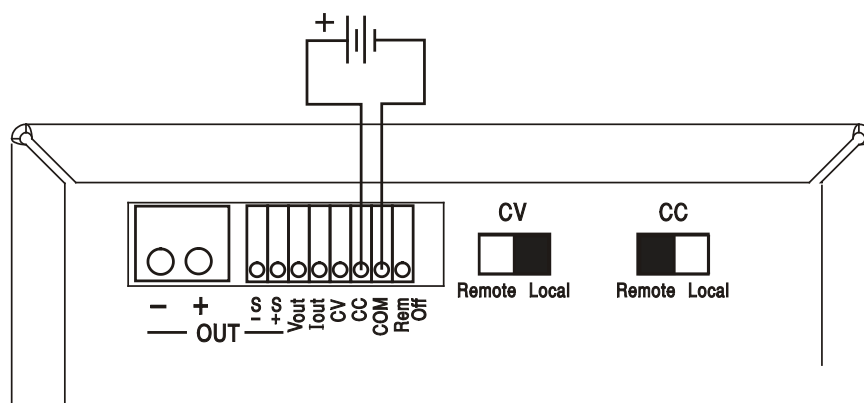 +
CV
CC
Remote Local
Remote Local
- +
OUT
S -
S +
Vout
Iout
CV
CC
COM
Rem Off